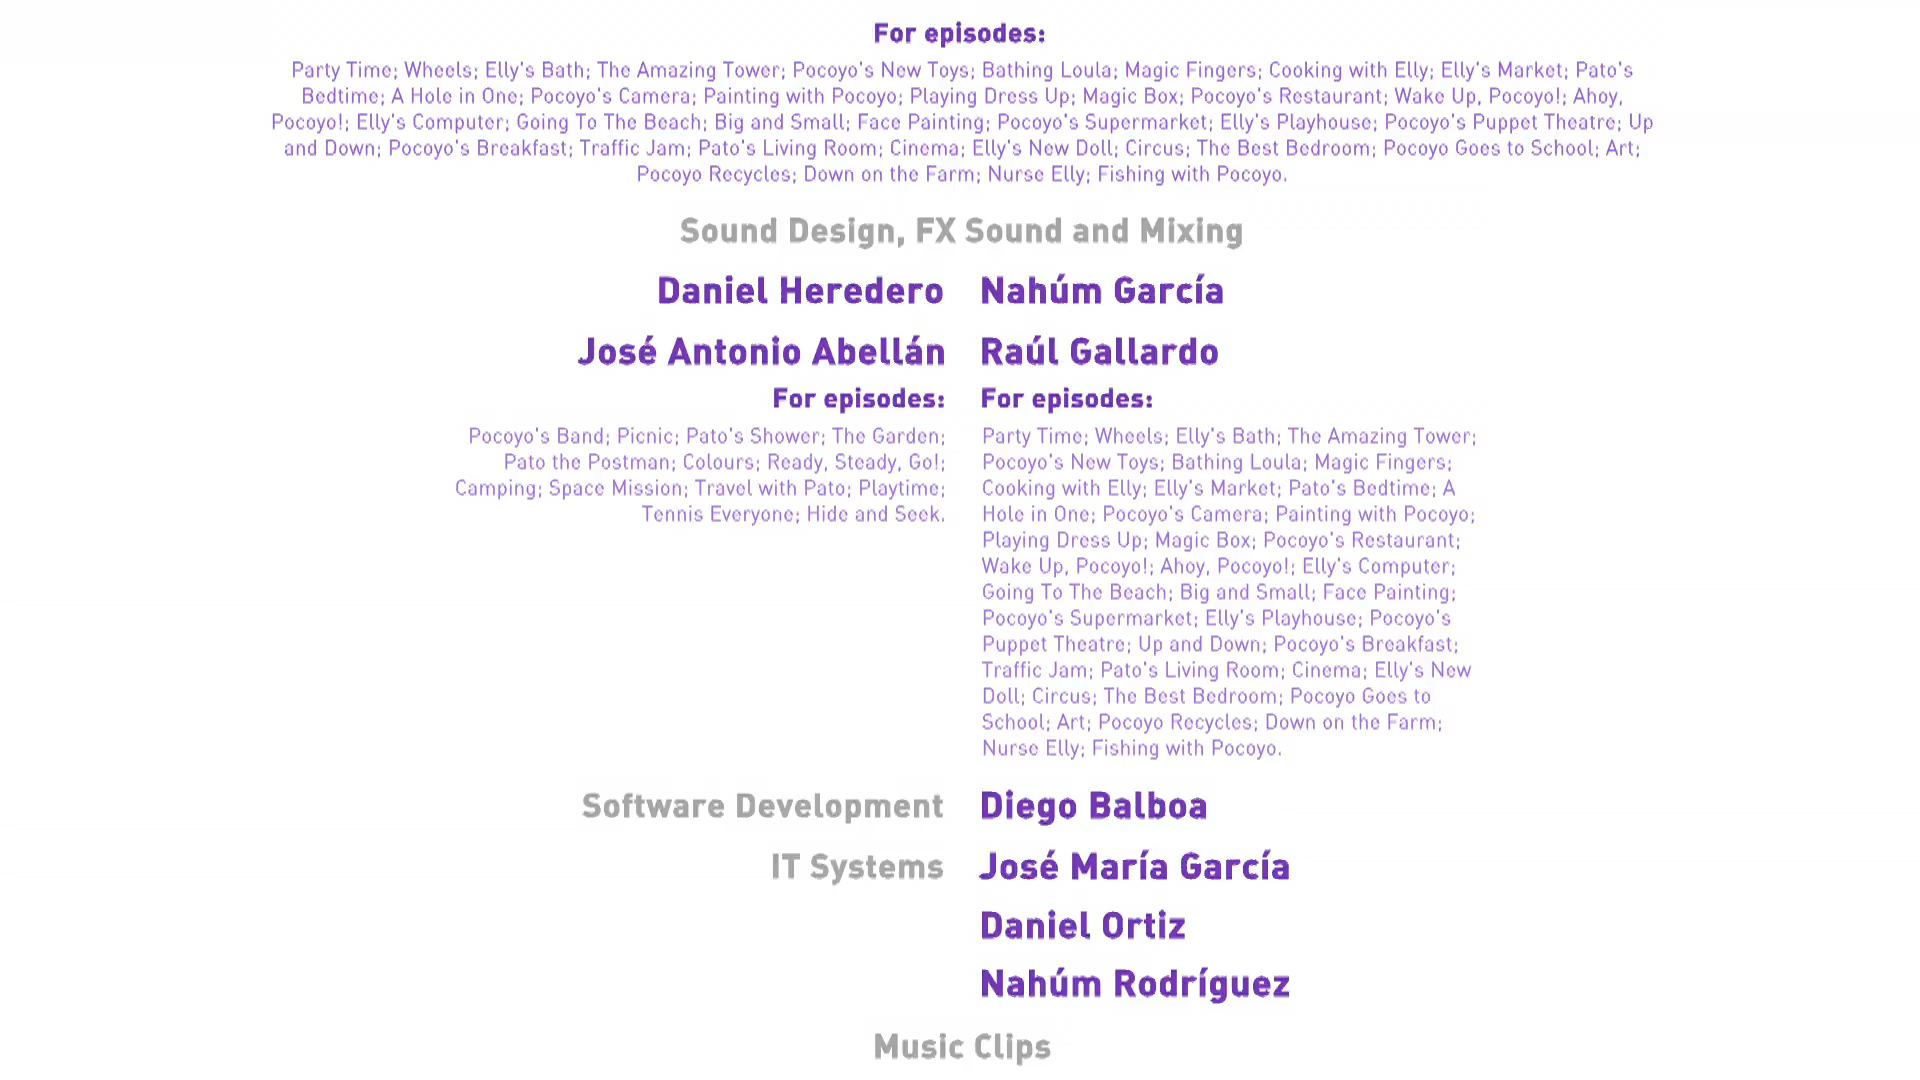 For episodes:
Party Time; Wheels; Elly's Bath; The Amazing Tower; Pocoyo's New Toys; Bathing Loula; Magic Fingers; Cooking with Elly; Elly's Market; Pato's
Bedtime; A Hole in One; Pocoyo's Camera; Painting with Pocoyo; Playing Dress Up; Magic Box; Pocoyo's Restaurant; Wake Up, Pocoyo!; Ahoy,
Pocoyo!; Elly's Computer; Going To The Beach; Big and Small; Face Painting; Pocoyo's Supermarket; Elly's Playhouse; Pocoyo's Puppet Theatre; Up
and Down; Pocoyo's Breakfast; Traffic Jam; Pato's Living Room; Cinema; Elly's New Doll; Circus; The Best Bedroom; Pocoyo Goes to School; Art;
Pocoyo Recycles; Down on the Farm; Nurse Elly; Fishing with Pocoyo.
Sound Design, FX Sound and Mixing
Daniel Heredero Nahúm García
José Antonio Abellán
For episodes:
Pocoyo's Band; Picnic; Pato's Shower; The Garden;
Pato the Postman; Colours; Ready, Steady, Go!;
Camping; Space Mission; Travel with Pato; Playtime;
Tennis Everyone; Hide and Seek.
Raúl Gallardo
For episodes:
Party Time; Wheels; Elly's Bath; The Amazing Tower;
Pocoyo's New Toys; Bathing Loula; Magic Fingers;
Cooking with Elly; Elly's Market; Pato's Bedtime; A
Hole in One; Pocoyo's Camera; Painting with Pocoyo;
Playing Dress Up; Magic Box; Pocoyo's Restaurant;
Wake Up, Pocoyo!; Ahoy, Pocoyo!; Elly's Computer;
Going To The Beach; Big and Small; Face Painting;
Pocoyo's Supermarket; Elly's Playhouse; Pocoyo's
Puppet Theatre; Up and Down; Pocoyo's Breakfast;
Traffic Jam; Pato's Living Room; Cinema; Elly's New
Doll; Circus; The Best Bedroom; Pocoyo Goes to
School; Art; Pocoyo Recycles; Down on the Farm;
Nurse Elly; Fishing with Pocoyo.
Software Development Diego Balboa
IT Systems José María García
Daniel Ortiz
Nahúm Rodríguez
Music Clips